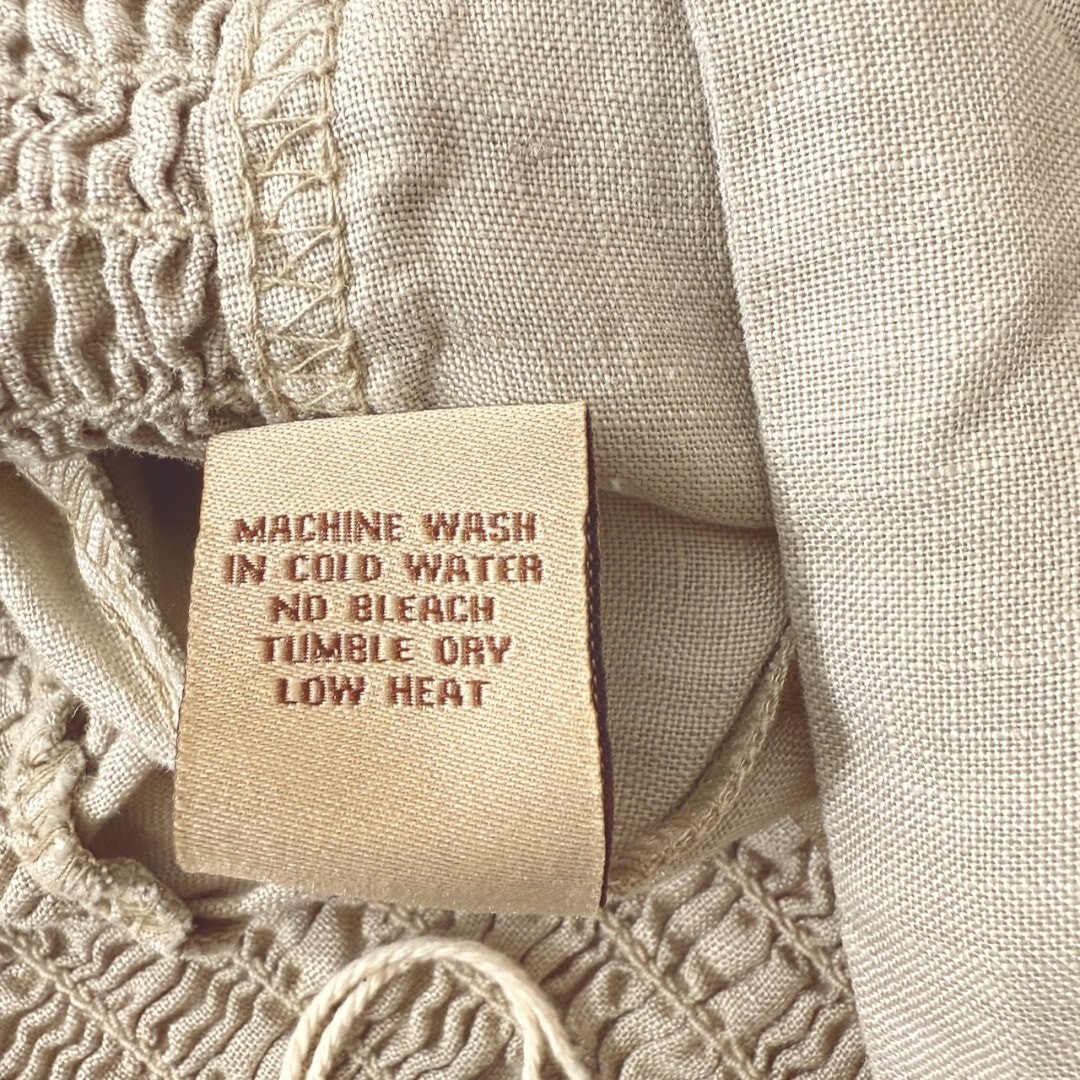 MACHINE WASH
IN COLD WATER
NO BLEACH
TUMBLE DRY
LOW HEAT